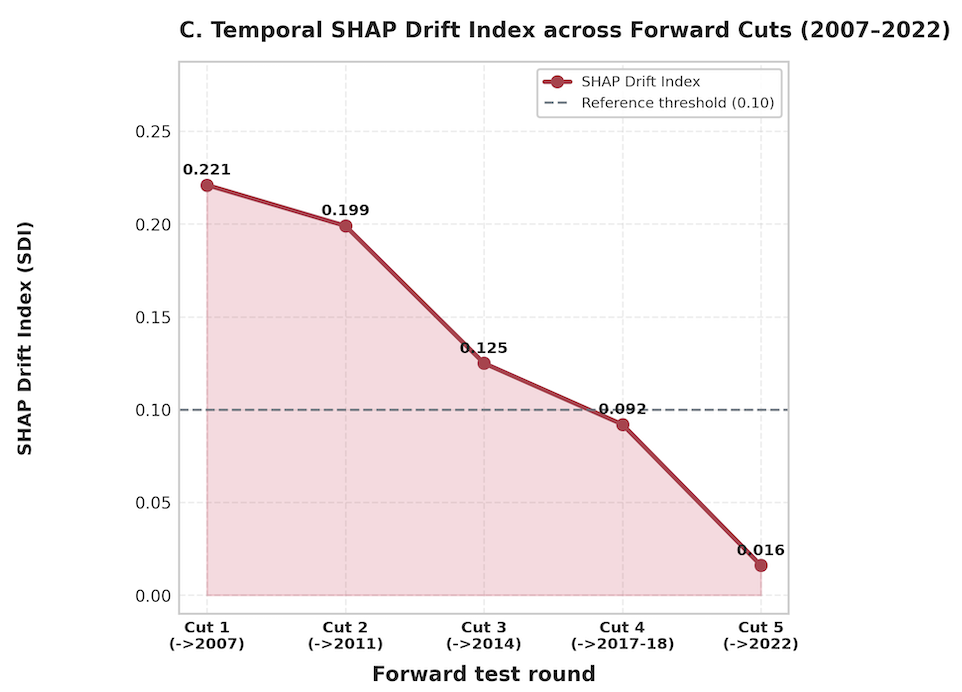 C. Temporal SHAP Drift Index across Forward Cuts (2007–2022)
SHAP Drift Index
Reference threshold (0.10)
SHAP Drift Index (SDI)
0.25
0.20
0.15
0.10
0.05
0.00
0.221
0.199
0.125
0.092
0.016
Cut 1
(->2007)
Cut 2
(->2011)
Cut 3
(->2014)
Cut 4
(->2017-18)
Cut 5
(->2022)
Forward test round